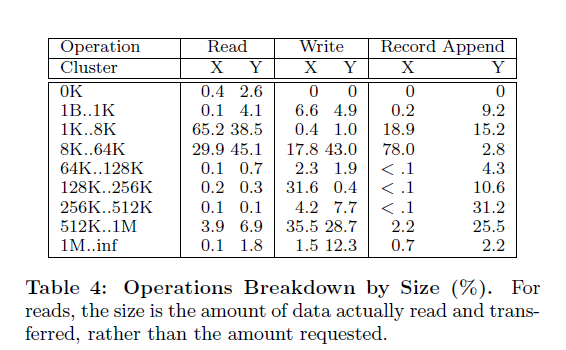 Operation Read Write Record Append
Cluster X Y X Y X Y
0K 0.4 2.6 0 0 0 0
1B..1K 0.1 4.1 6.6 4.9 0.2 9.2
1K..8K 65.2 38.5 0.4 1.0 18.9 15.2
8K..64K 29.9 45.1 17.8 43.0 78.0 2.8
64K..128K 0.1 0.7 2.3 1.9 < .1 4.3
128K..256K 0.2 0.3 31.6 0.4 < .1 10.6
256K..512K 0.1 0.1 4.2 7.7 < .1 31.2
512K..1M 3.9 6.9 35.5 28.7 2.2 25.5
1M..inf 0.1 1.8 1.5 12.3 0.7 2.2
Table 4: Operations Breakdown by Size (%). For
reads, the size is the amount of data actually read and trans-
ferred, rather than the amount requested.